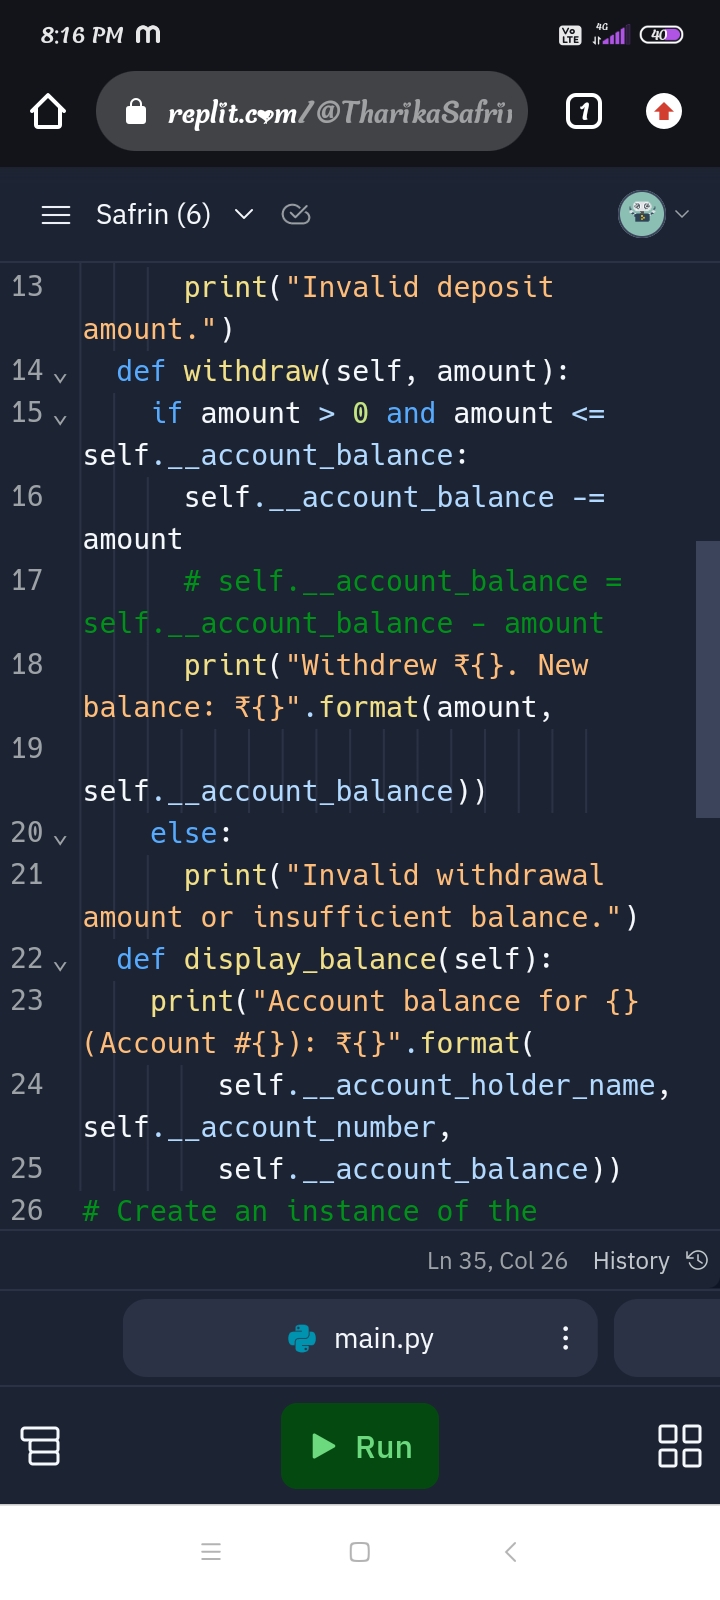 8:16 PM m Vo LTE 4G 40
replit.com/@TharikaSafri
1
Safrin (6)
13 print("Invalid deposit
amount.")
14 def withdraw(self, amount):
15 if amount > 0 and amount <=
self.__account_balance:
16 self.__account_balance -=
amount
17 # self.__account_balance =
self.__account_balance - amount
18 print("Withdrew ₹{}. New
balance: ₹{}".format(amount,
19
self.__account_balance))
20 else:
21 print("Invalid withdrawal
amount or insufficient balance.")
22 def display_balance(self):
23 print("Account balance for {}
(Account #{}): ₹{}".format(
24 self.__account_holder_name,
self.__account_number,
25 self.__account_balance))
26 # Create an instance of the
Ln 35, Col 26 History
main.py
Run